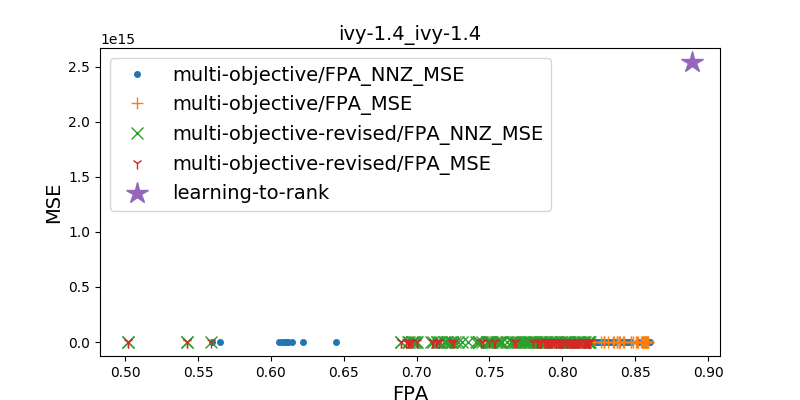 ivy-1.4_ivy-1.4
1e15
2.5
2.0
1.5
1.0
0.5
0.0
MSE
multi-objective/FPA_NNZ_MSE
multi-objective/FPA_MSE
multi-objective-revised/FPA_NNZ_MSE
multi-objective-revised/FPA_MSE
learning-to-rank
0.50 0.55 0.60 0.65 0.70 0.75 0.80 0.85 0.90
FPA